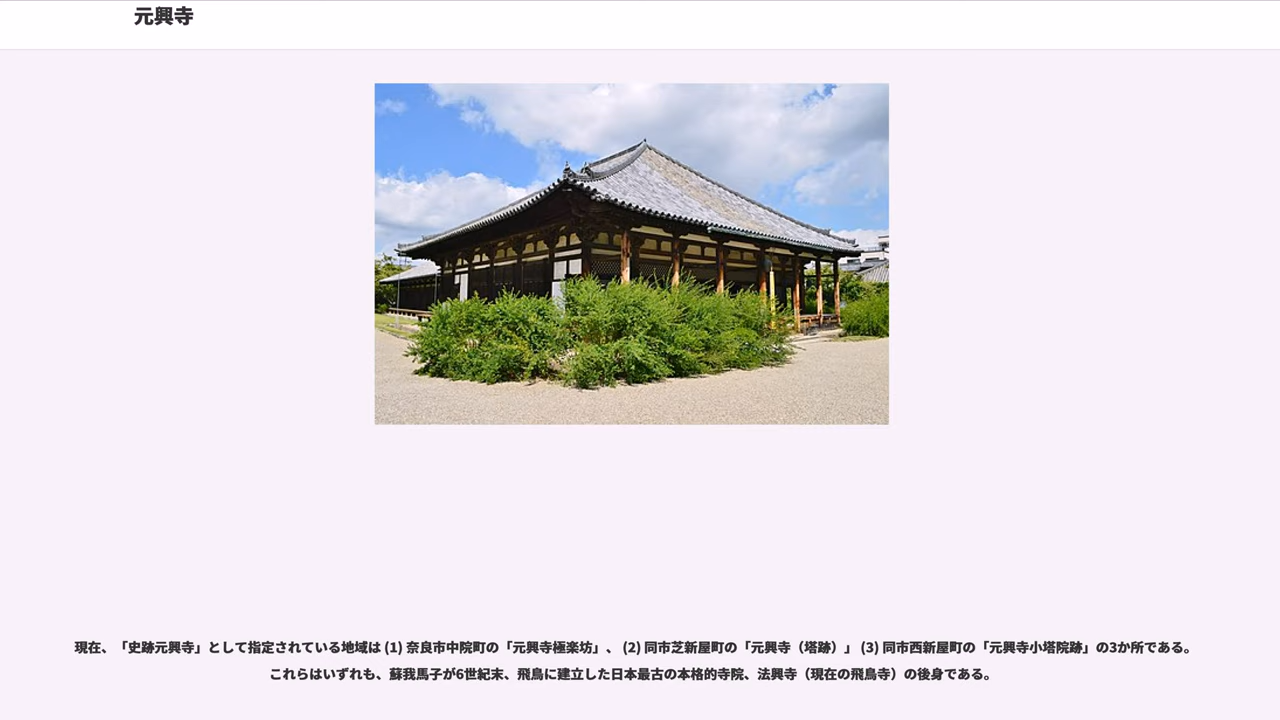 元興寺
現在、「史跡元興寺」として指定されている地域は (1) 奈良市中院町の「元興寺極楽坊」、 (2) 同市芝新屋町の「元興寺（塔跡）」 (3) 同市西新屋町の「元興寺小塔院跡」の3か所である。
これらはいずれも、蘇我馬子が6世紀末、飛鳥に建立した日本最古の本格的寺院、法興寺（現在の飛鳥寺）の後身である。